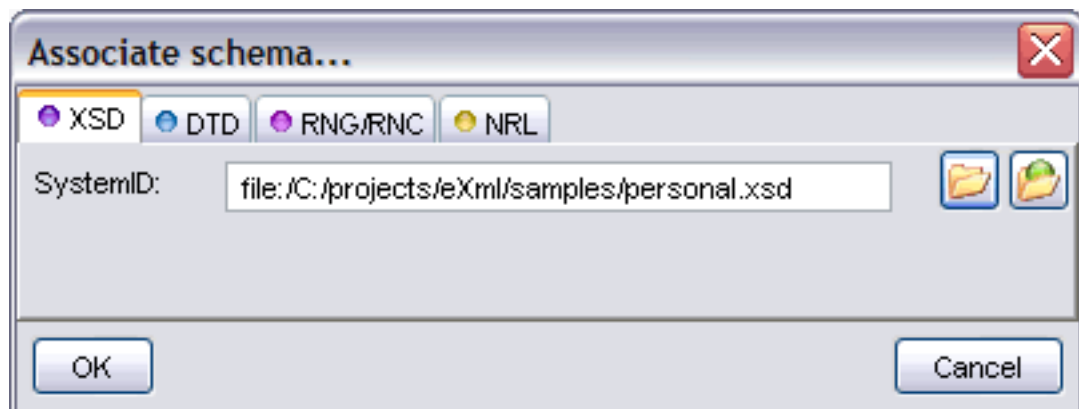 Associate schema...
XSD DTD RNG/RNC NRL
SystemID: file:/C:/projects/eXml/samples/personal.xsd
OK Cancel